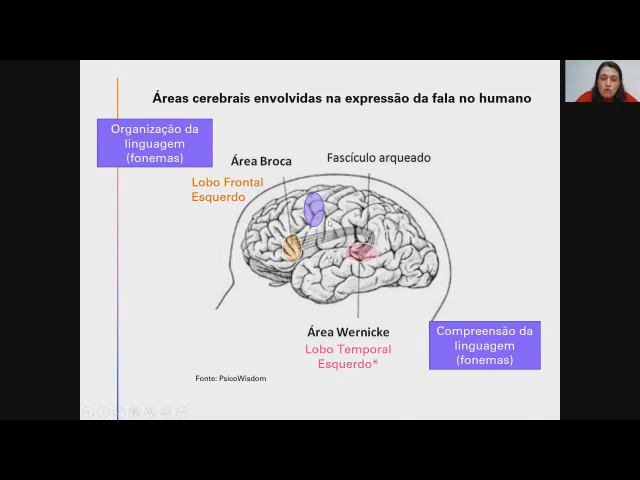 Áreas cerebrais envolvidas na expressão da fala no humano
Organização da
linguagem
(fonemas)
Área Broca
Fascículo arqueado
Lobo Frontal
Esquerdo
Área Wernicke
Lobo Temporal
Esquerdo*
Compreensão da
linguagem
(fonemas)
Fonte: PsicoWisdom